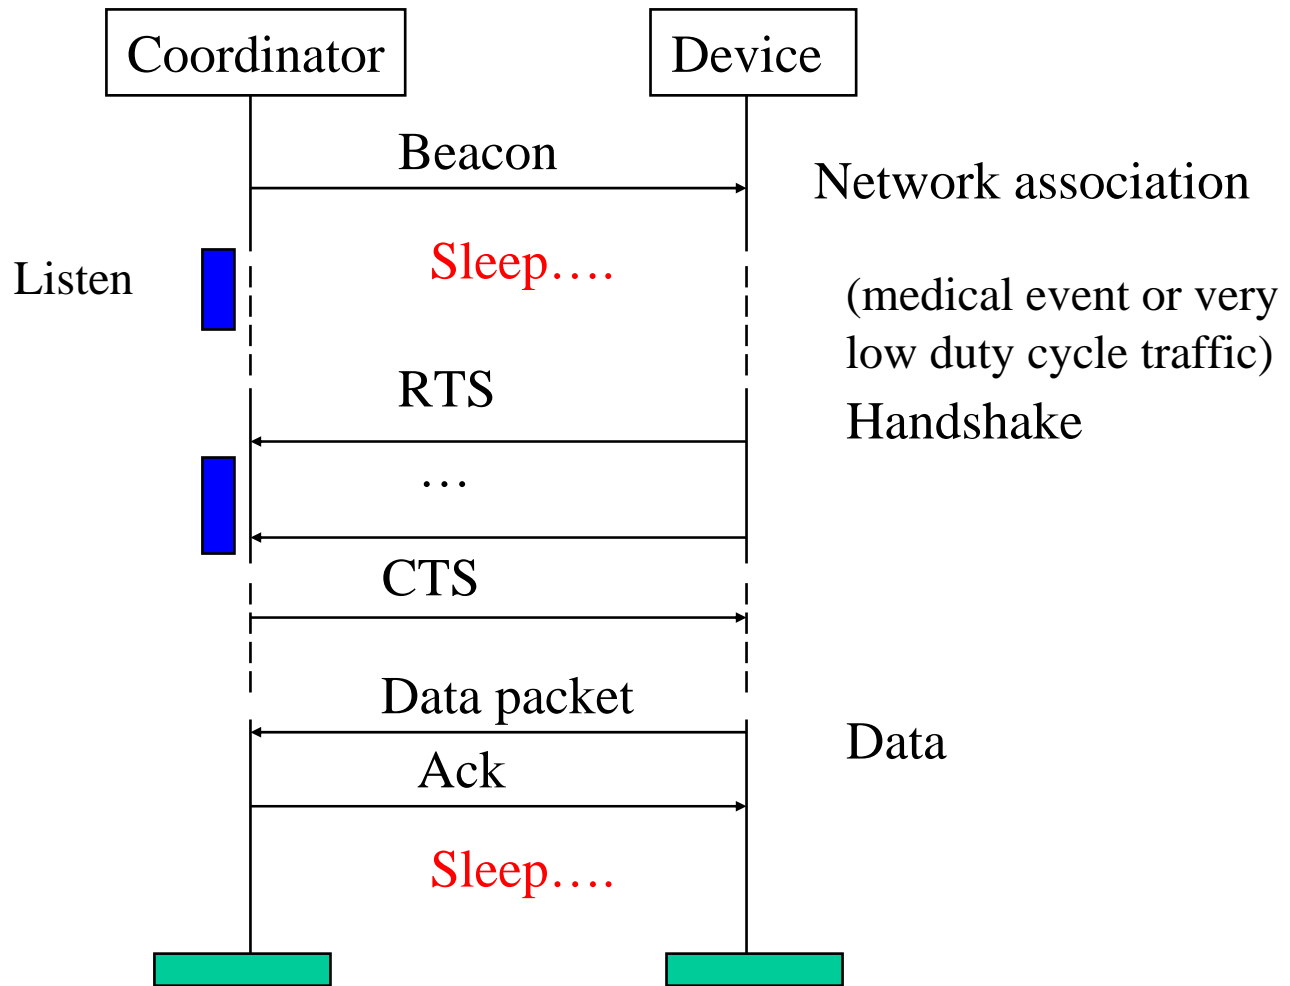 Coordinator
Device
Beacon
Network association
Sleep….
Listen
(medical event or very
low duty cycle traffic)
RTS
Handshake
…
CTS
Data packet
Data
Ack
Sleep….